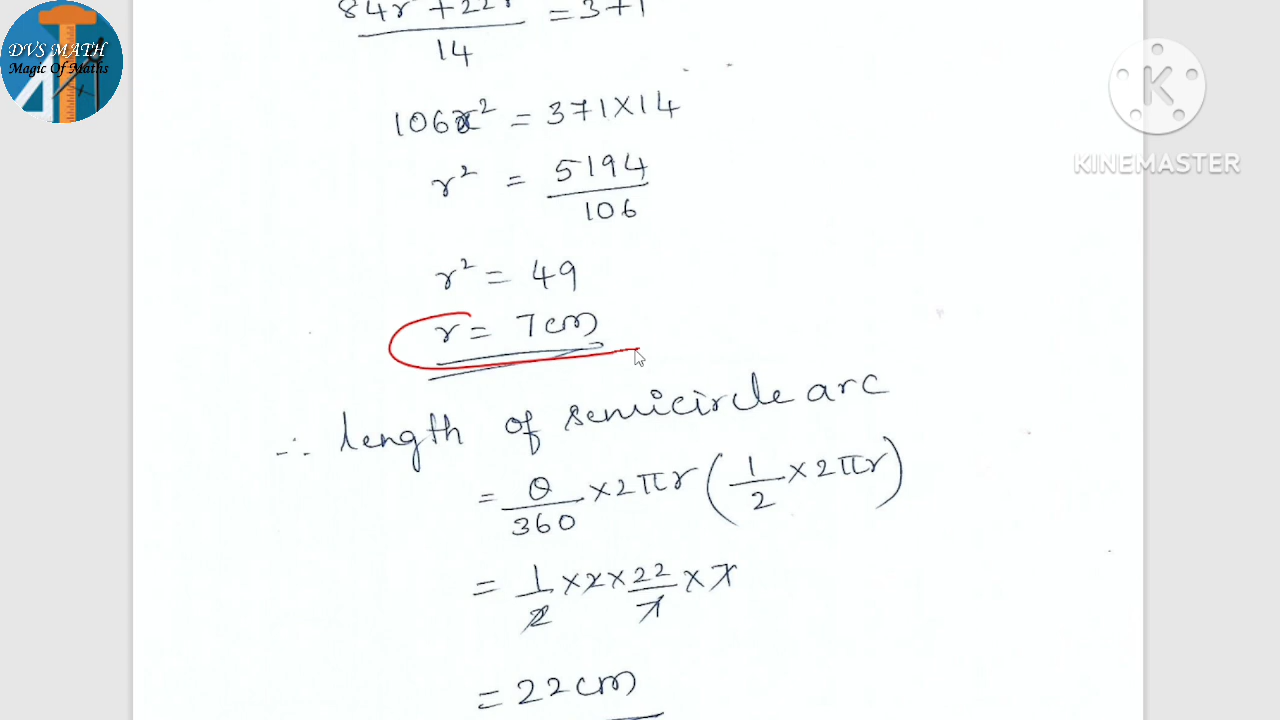 DVS MATH
Magic Of Maths
K
KINEMASTER
14
106r² = 371×14
r² = 5194/106
r² = 49
r = 7cm
∴ length of semicircle arc
= θ/360 ×2πr (1/2 ×2πr)
= 1/2 ×2× 22/7 ×7
= 22cm